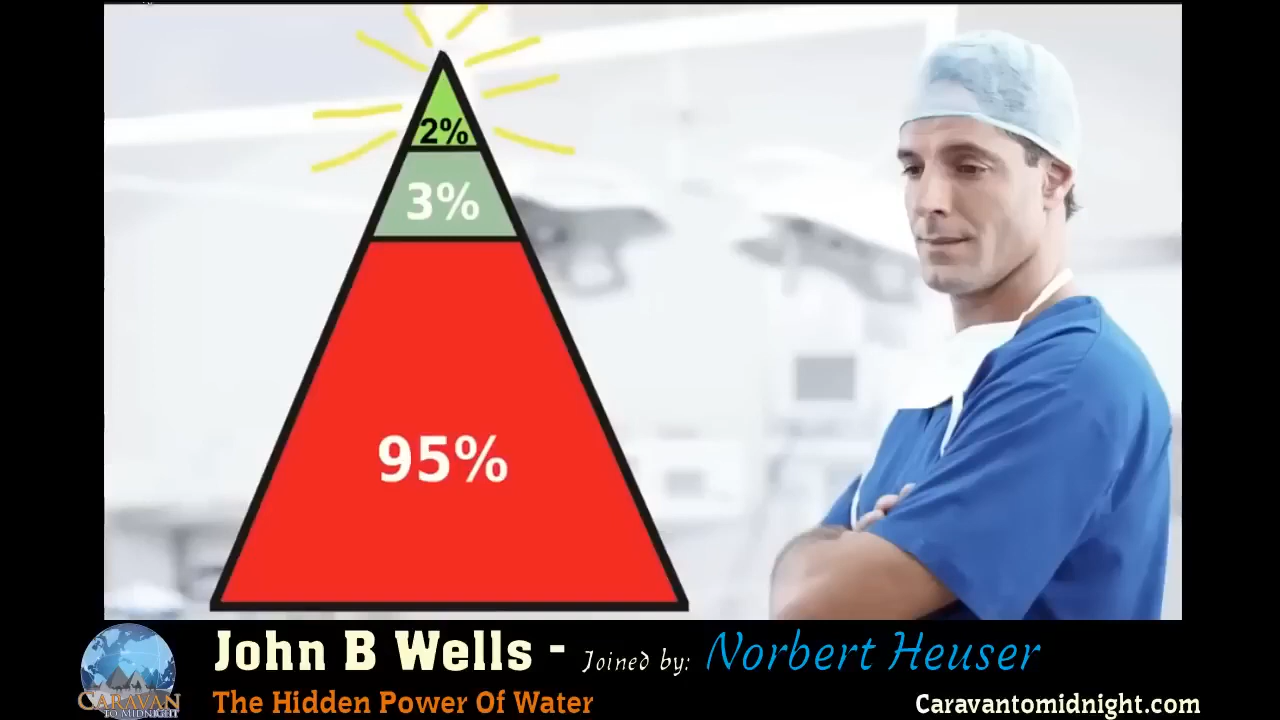 2%
3%
95%
John B Wells - Joined by: Norbert Heuser
CARAVAN
TO MIDNIGHT
The Hidden Power Of Water
Caravantomidnight.com